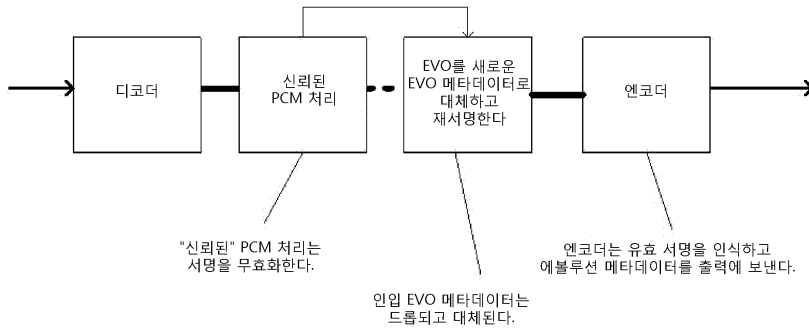 디코더
신뢰된
PCM 처리
EVO를 새로운
EVO 메타데이터로
대체하고
재서명한다
엔코더
"신뢰된" PCM 처리는
서명을 무효화한다.
인입 EVO 메타데이터는
드롭되고 대체된다.
엔코더는 유효 서명을 인식하고
에볼루션 메타데이터를 출력에 보낸다.